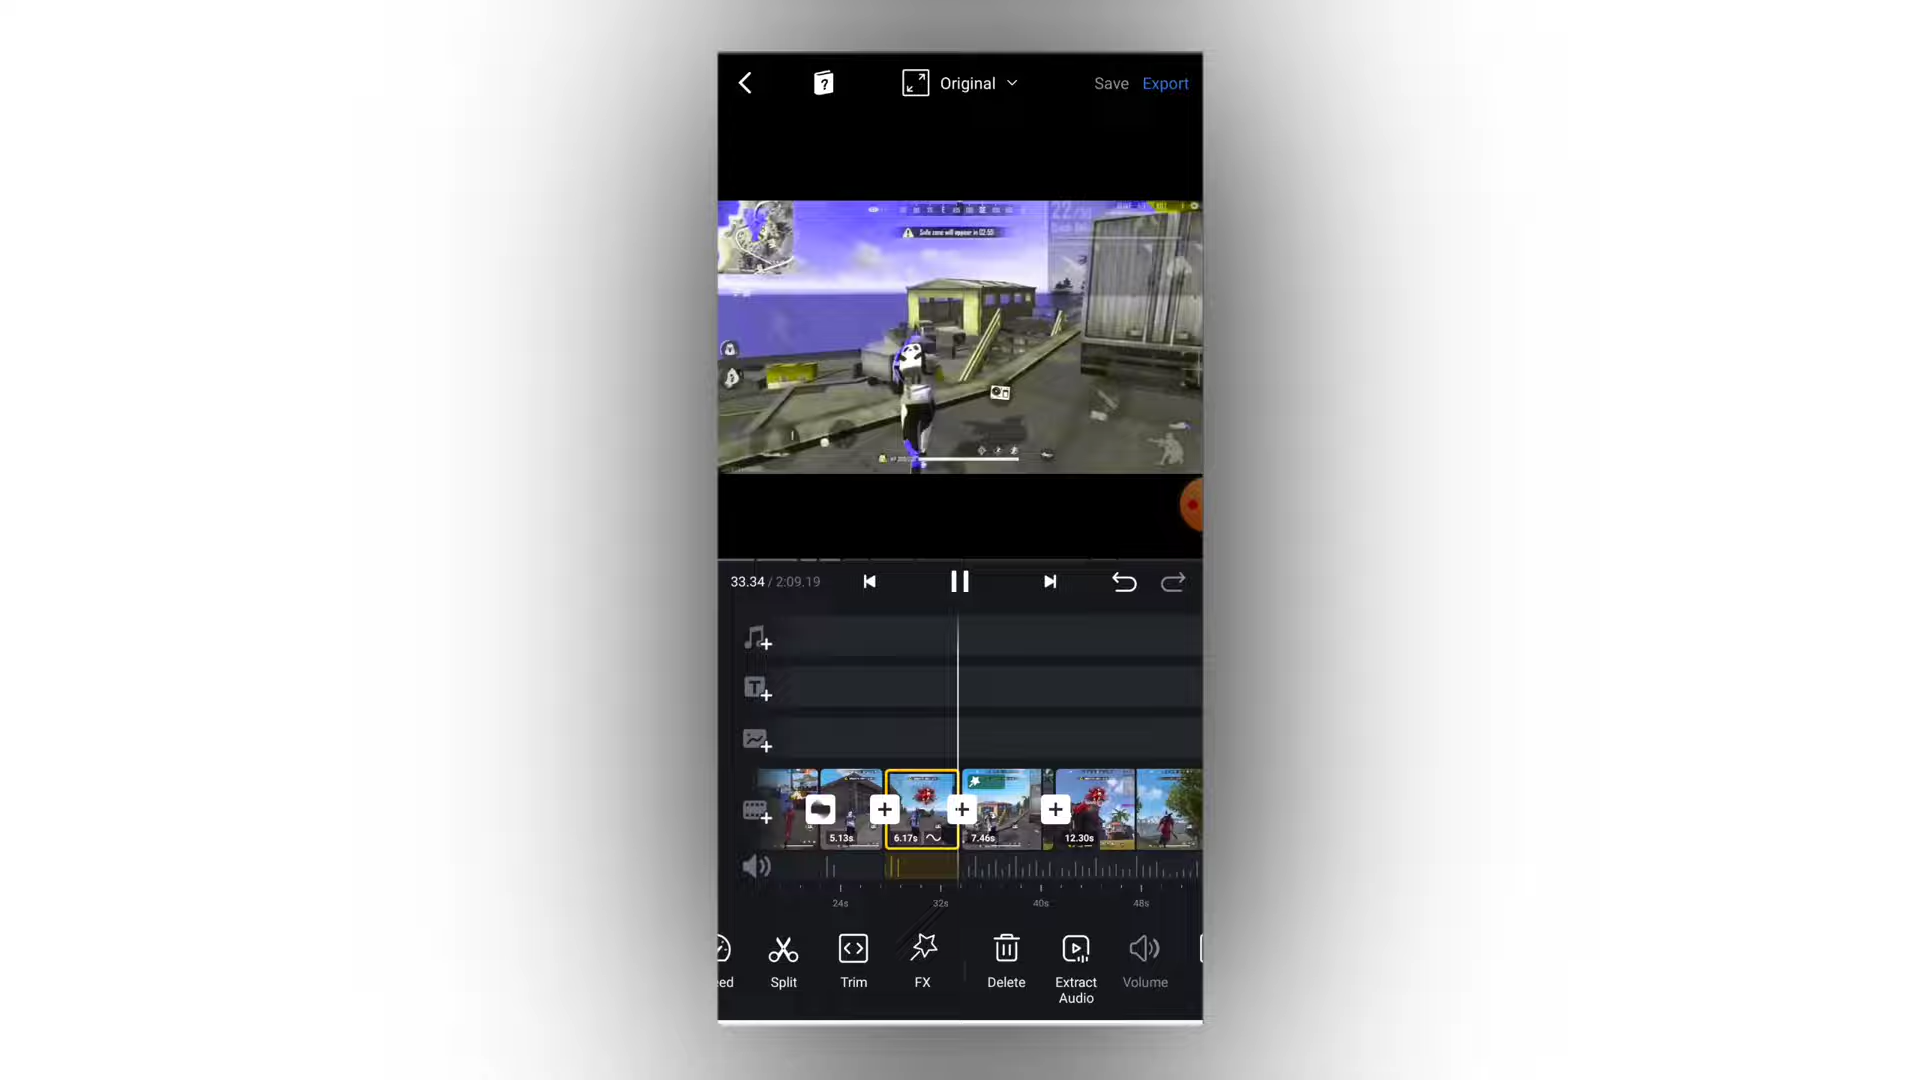 Original
Save Export
Safe zone will appear in 02:50
33.34 / 2:09.19
5.13s
6.17s
7.46s
12.30s
24s
32s
40s
48s
eed
Split
Trim
FX
Delete
Extract
Audio
Volume